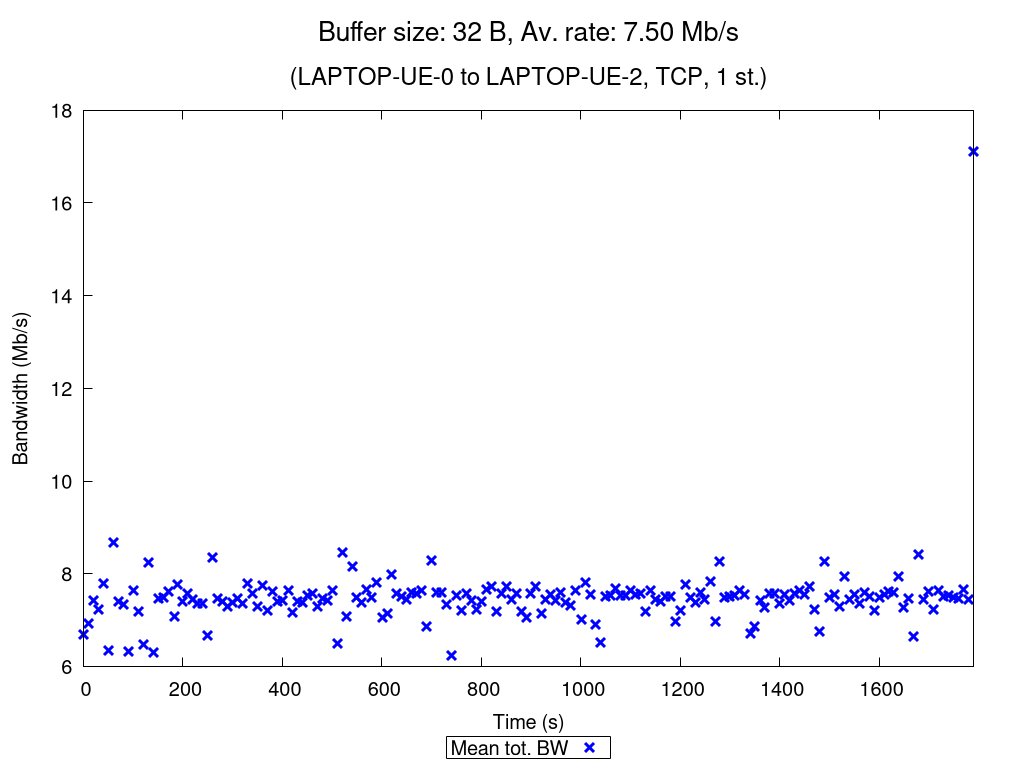 Buffer size: 32 B, Av. rate: 7.50 Mb/s
(LAPTOP-UE-0 to LAPTOP-UE-2, TCP, 1 st.)
18
16
14
12
10
8
6
Bandwidth (Mb/s)
0 200 400 600 800 1000 1200 1400 1600
Time (s)
Mean tot. BW